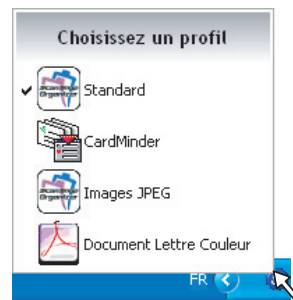 Choisissez un profil
Standard
CardMinder
Images JPEG
Document Lettre Couleur
FR